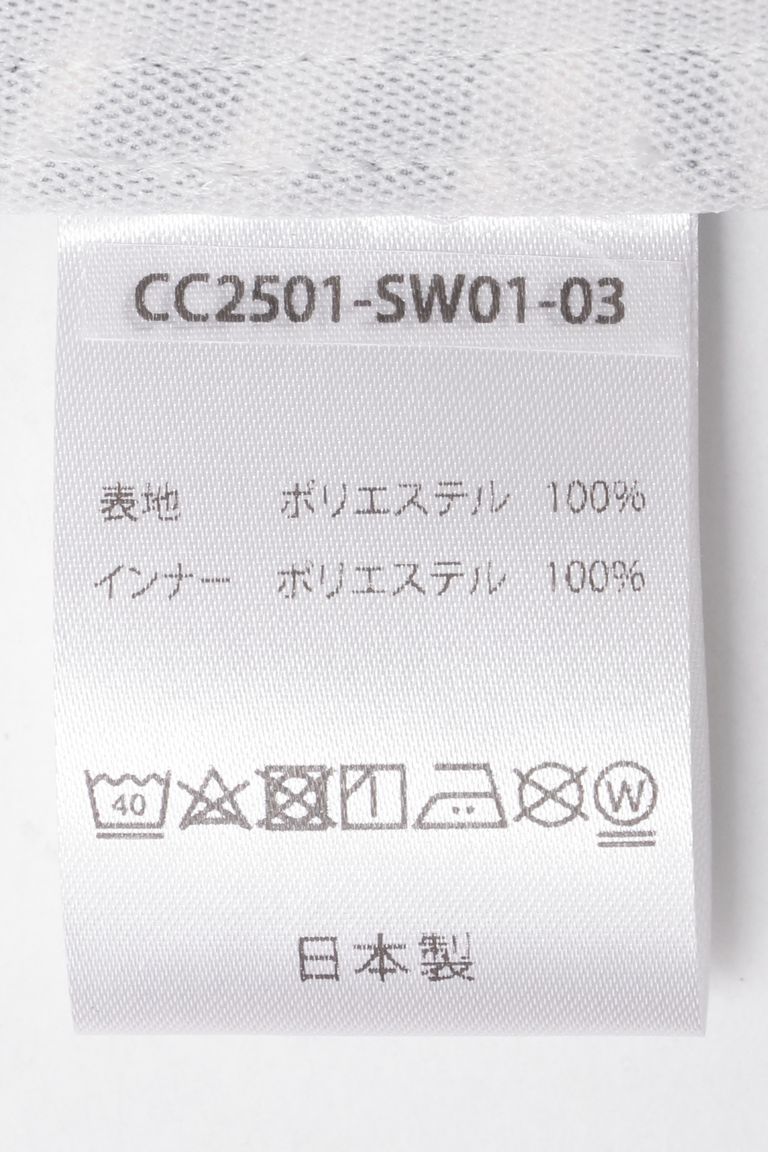 CC2501-SW01-03
表地 ポリエステル 100%
インナー ポリエステル 100%
40 W
日本製